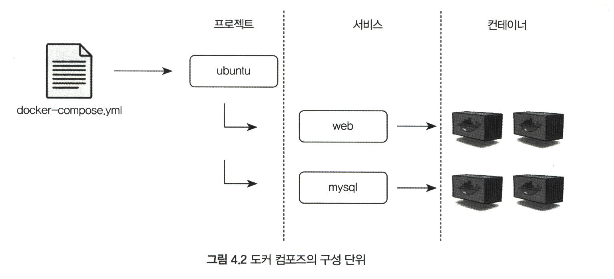 프로젝트
서비스
컨테이너
ubuntu
docker-compose.yml
web
mysql
그림 4.2 도커 컴포즈의 구성 단위